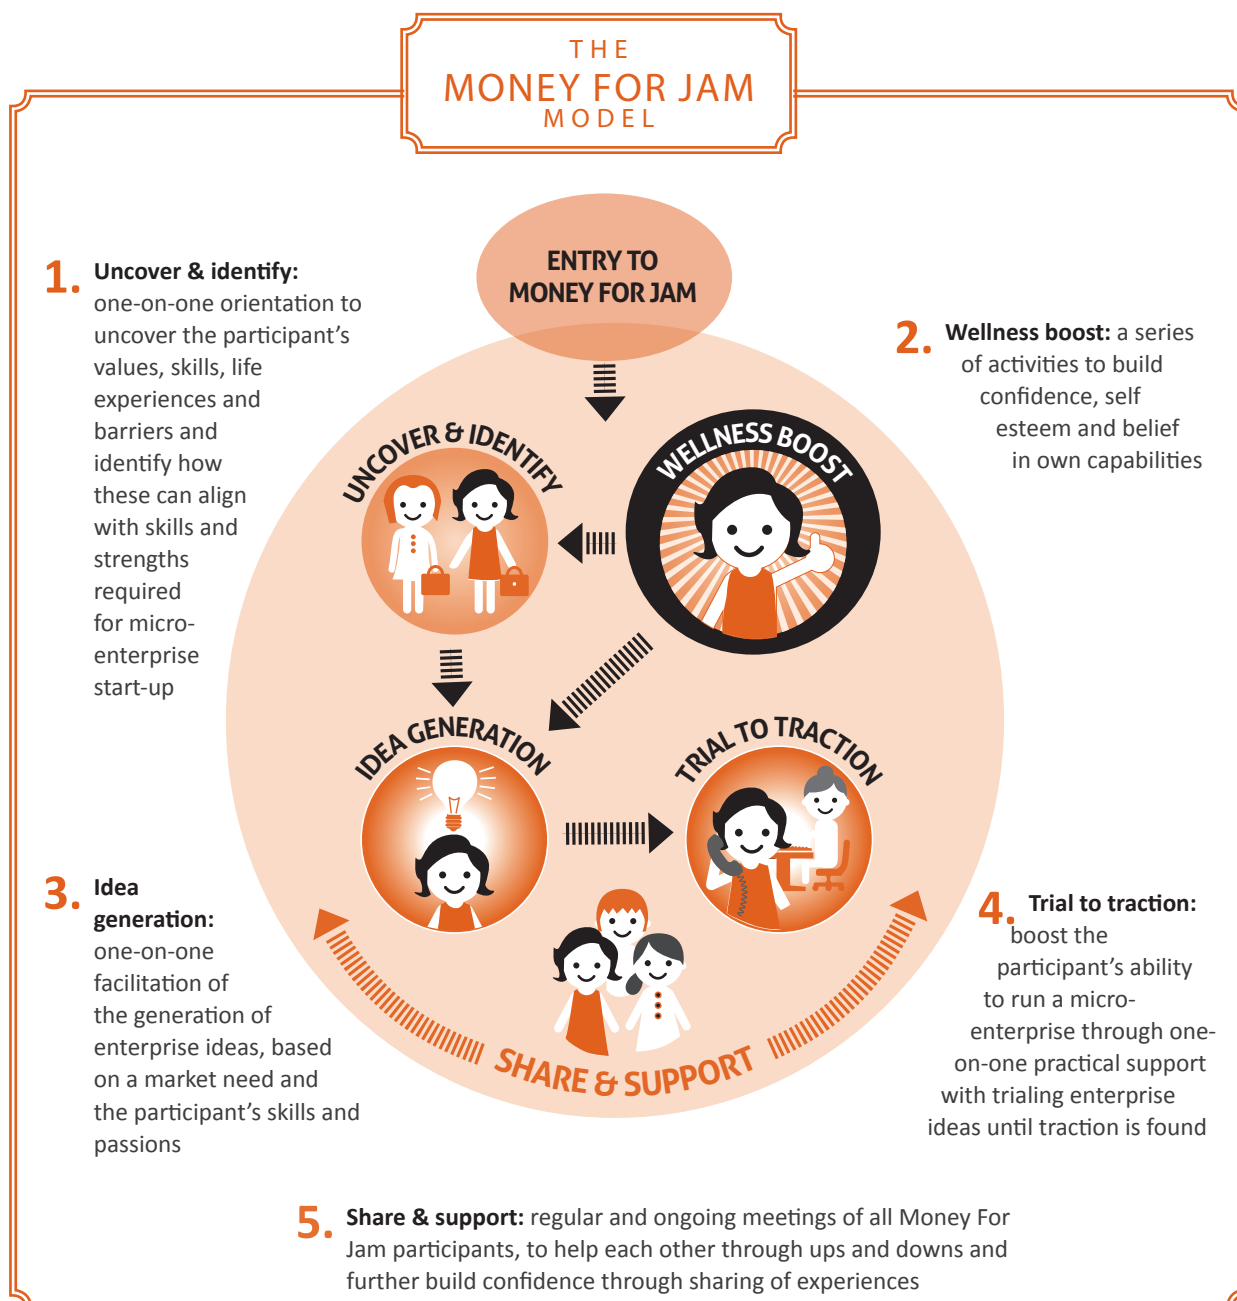 THE
MONEY FOR JAM
MODEL
ENTRY TO
MONEY FOR JAM
1. Uncover & identify:
one-on-one orientation to
uncover the participant’s
values, skills, life
experiences and
barriers and
identify how
these can align
with skills and
strengths
required
for micro-
enterprise
start-up
2. Wellness boost: a series
of activities to build
confidence, self
esteem and belief
in own capabilities
UNCOVER & IDENTIFY
WELLNESS BOOST
IDEA GENERATION
TRIAL TO TRACTION
3. Idea
generation:
one-on-one
facilitation of
the generation of
enterprise ideas, based
on a market need and
the participant’s skills and
passions
4. Trial to traction:
boost the
participant’s ability
to run a micro-
enterprise through one-
on-one practical support
with trialing enterprise
ideas until traction is found
SHARE & SUPPORT
5. Share & support: regular and ongoing meetings of all Money For
Jam participants, to help each other through ups and downs and
further build confidence through sharing of experiences